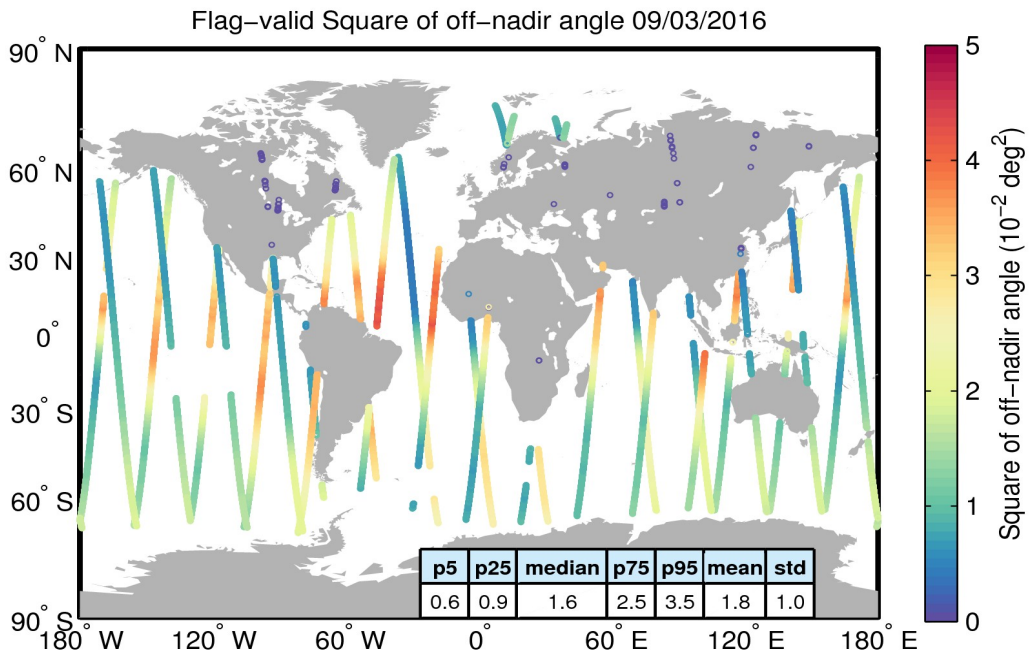 Flag−valid Square of off−nadir angle 09/03/2016
90° N
60° N
30° N
0°
30° S
60° S
90° S
180° W
120° W
60° W
0°
60° E
120° E
180° E
p5 p25 median p75 p95 mean std
0.6 0.9 1.6 2.5 3.5 1.8 1.0
5
4
3
2
1
0
Square of off−nadir angle (10⁻² deg²)